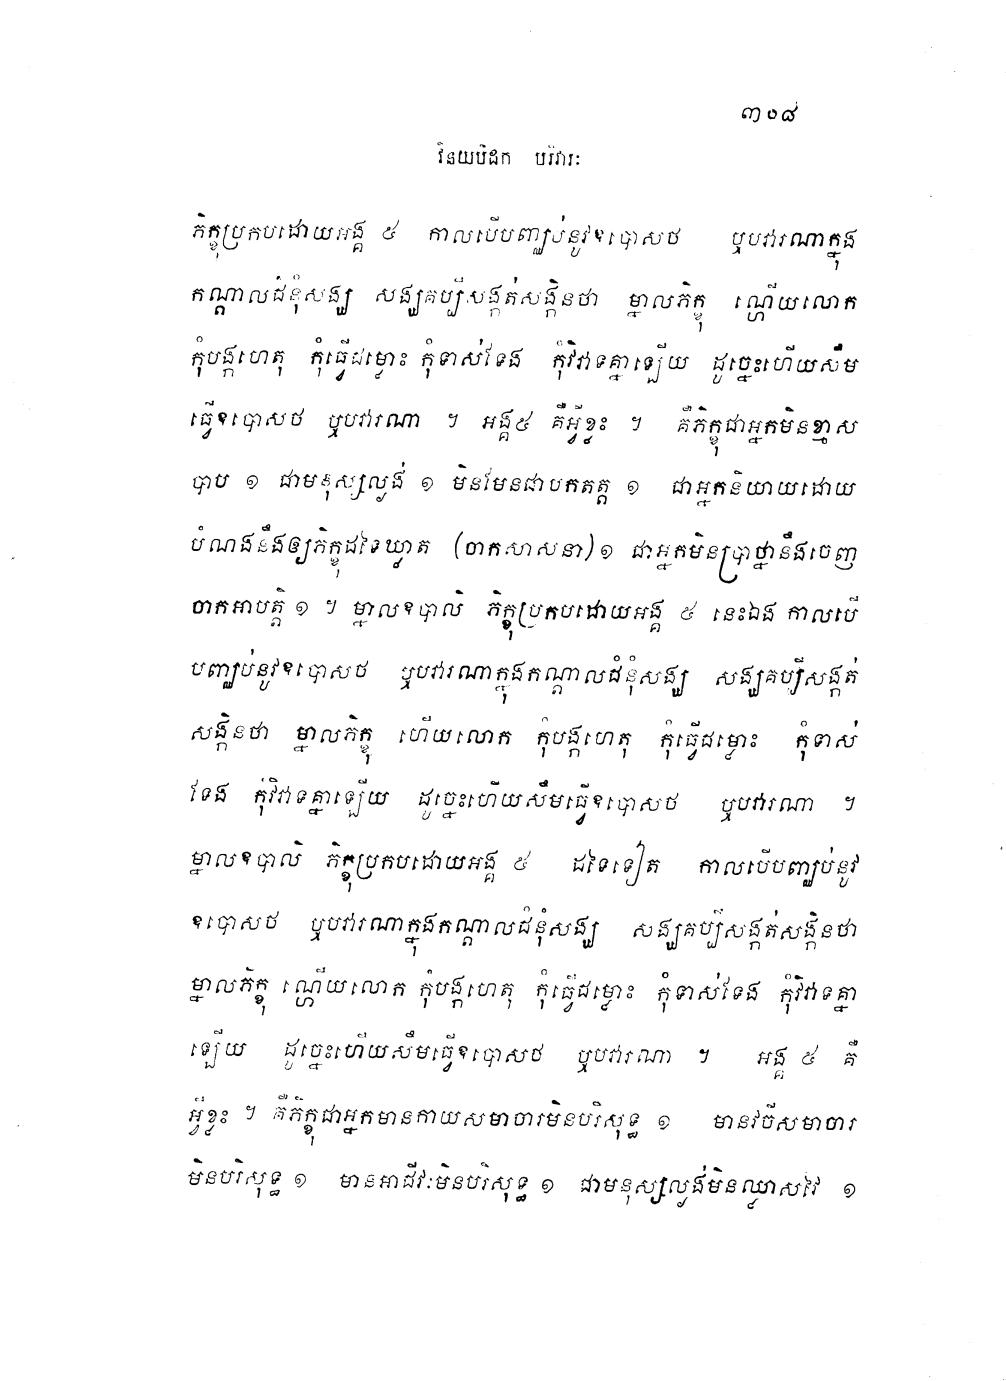 ៣០៨
វិនយបិដក បរិវារៈ
ភិក្ខុប្រកបដោយអង្គ ៥ កាលបើបញ្ឈប់នូវឧបោសថ ឬបវារណាក្នុង
កណ្តាលជំនុំសង្ឃ សង្ឃគប្បីសង្កត់សង្កិនថា ម្នាលភិក្ខុ ណ្ហើយលោក
កុំបង្កហេតុ កុំធ្វើជម្លោះ កុំទាស់ទែង កុំវិវាទគ្នាឡើយ ដូច្នេះហើយសឹម
ធ្វើឧបោសថ ឬបវារណា ។ អង្គ៥ គឺអ្វីខ្លះ ។ គឺភិក្ខុជាអ្នកមិនខ្មាស
បាប ១ ជាមនុស្សល្ងង់ ១ មិនមែនជាបកតត្ត ១ ជាអ្នកនិយាយដោយ
បំណងនឹងឲ្យភិក្ខុដទៃឃ្លាត (ចាកសាសនា) ១ ជាអ្នកមិនប្រាថ្នានឹងចេញ
ចាកអាបត្តិ ១ ។ ម្នាលឧបាលិ ភិក្ខុប្រកបដោយអង្គ ៥ នេះឯង កាលបើ
បញ្ឈប់នូវឧបោសថ ឬបវារណាក្នុងកណ្តាលជំនុំសង្ឃ សង្ឃគប្បីសង្កត់
សង្កិនថា ម្នាលភិក្ខុ ហើយលោក កុំបង្កហេតុ កុំធ្វើជម្លោះ កុំទាស់
ទែង កុំវិវាទគ្នាឡើយ ដូច្នេះហើយសឹមធ្វើឧបោសថ ឬបវារណា ។
ម្នាលឧបាលិ ភិក្ខុប្រកបដោយអង្គ ៥ ដទៃទៀត កាលបើបញ្ឈប់នូវ
ឧបោសថ ឬបវារណាក្នុងកណ្តាលជំនុំសង្ឃ សង្ឃគប្បីសង្កត់សង្កិនថា
ម្នាលភិក្ខុ ណ្ហើយលោក កុំបង្កហេតុ កុំធ្វើជម្លោះ កុំទាស់ទែង កុំវិវាទគ្នា
ឡើយ ដូច្នេះហើយសឹមធ្វើឧបោសថ ឬបវារណា ។ អង្គ ៥ គឺ
អ្វីខ្លះ ។ គឺភិក្ខុជាអ្នកមានកាយសមាចារមិនបរិសុទ្ធ ១ មានវចីសមាចារ
មិនបរិសុទ្ធ ១ មានអាជីវៈមិនបរិសុទ្ធ ១ ជាមនុស្សល្ងង់មិនឈ្លាសវៃ ១